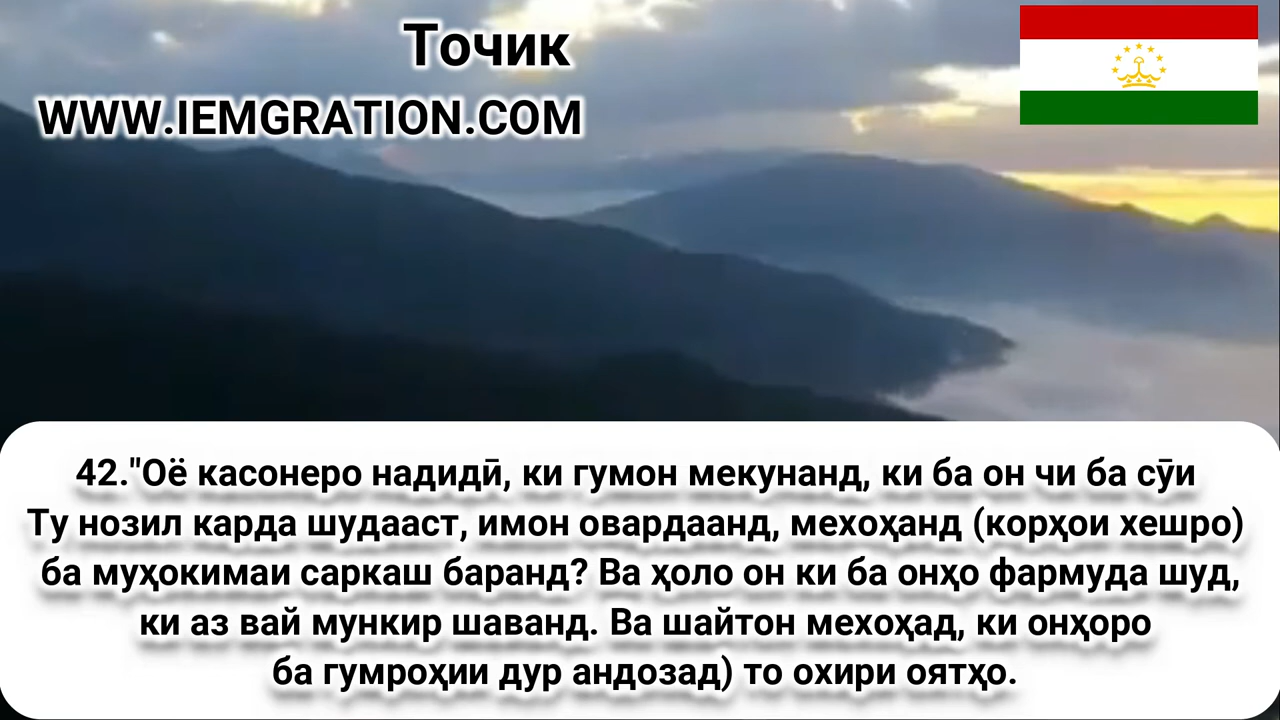 Точик
WWW.IEMGRATION.COM
42."Оё касонеро надидӣ, ки гумон мекунанд, ки ба он чи ба сӯи
Ту нозил карда шудааст, имон овардаанд, мехоҳанд (корҳои хешро)
ба муҳокимаи саркаш баранд? Ва ҳоло он ки ба онҳо фармуда шуд,
ки аз вай мункир шаванд. Ва шайтон мехоҳад, ки онҳоро
ба гумроҳии дур андозад) то охири оятҳо.